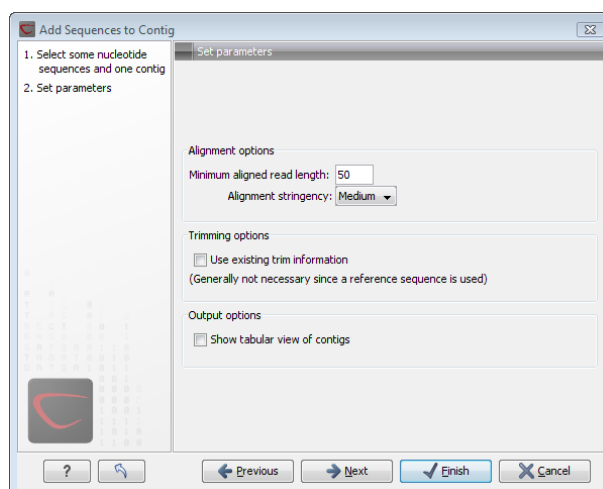 Add Sequences to Contig
1. Select some nucleotide
sequences and one contig
2. Set parameters
Set parameters
Alignment options
Minimum aligned read length: 50
Alignment stringency: Medium
Trimming options
Use existing trim information
(Generally not necessary since a reference sequence is used)
Output options
Show tabular view of contigs
?
Previous
Next
Finish
Cancel